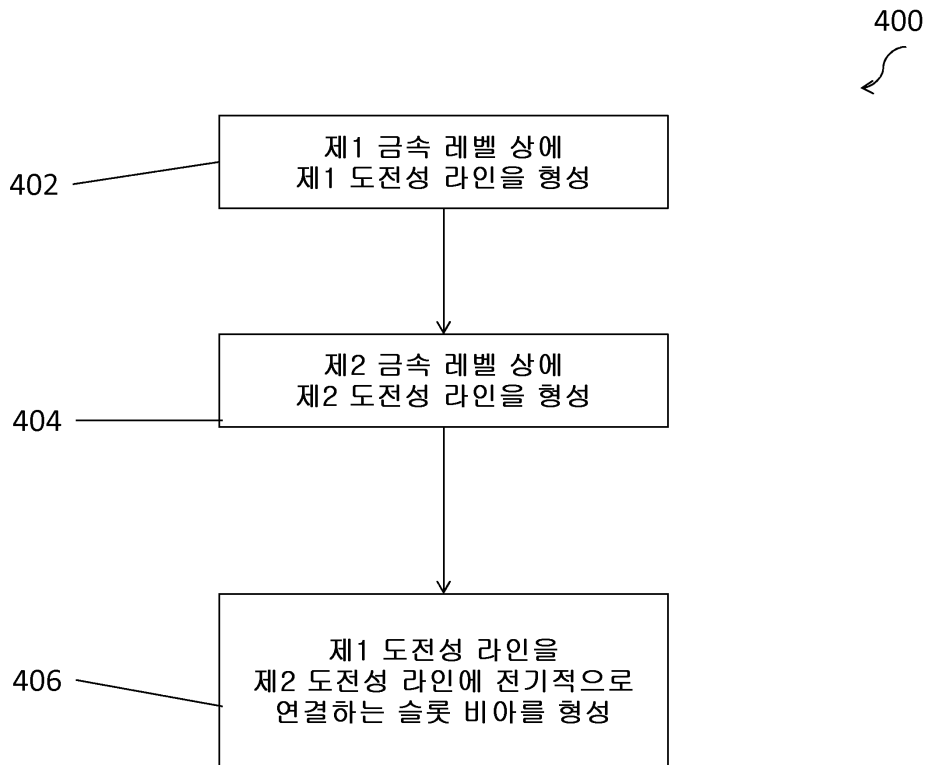 400
402
제1 금속 레벨 상에
제1 도전성 라인을 형성
404
제2 금속 레벨 상에
제2 도전성 라인을 형성
406
제1 도전성 라인을
제2 도전성 라인에 전기적으로
연결하는 슬롯 비아를 형성